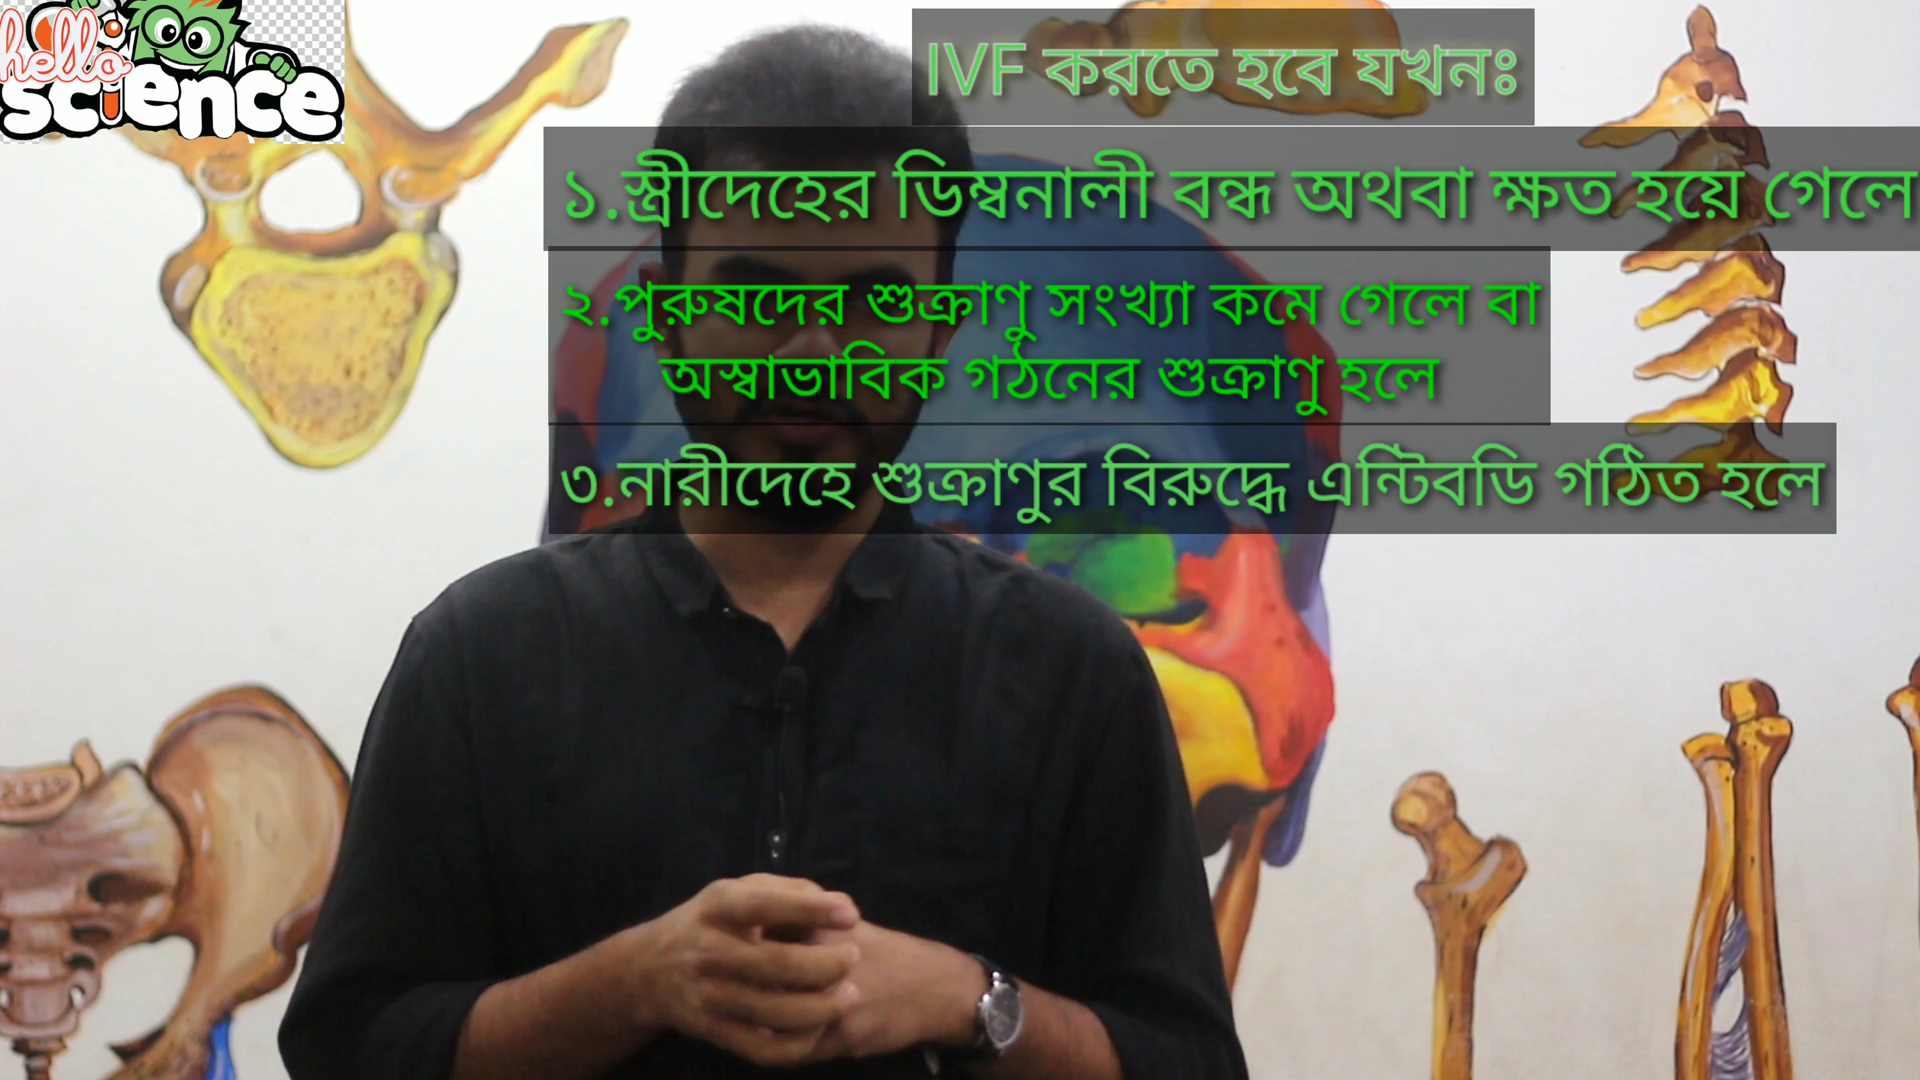 hello
science
IVF করতে হবে যখনঃ
১.স্ত্রীদেহের ডিম্বনালী বন্ধ অথবা ক্ষত হয়ে গেলে
২.পুরুষদের শুক্রাণু সংখ্যা কমে গেলে বা
অস্বাভাবিক গঠনের শুক্রাণু হলে
৩.নারীদেহে শুক্রাণুর বিরুদ্ধে এন্টিবডি গঠিত হলে